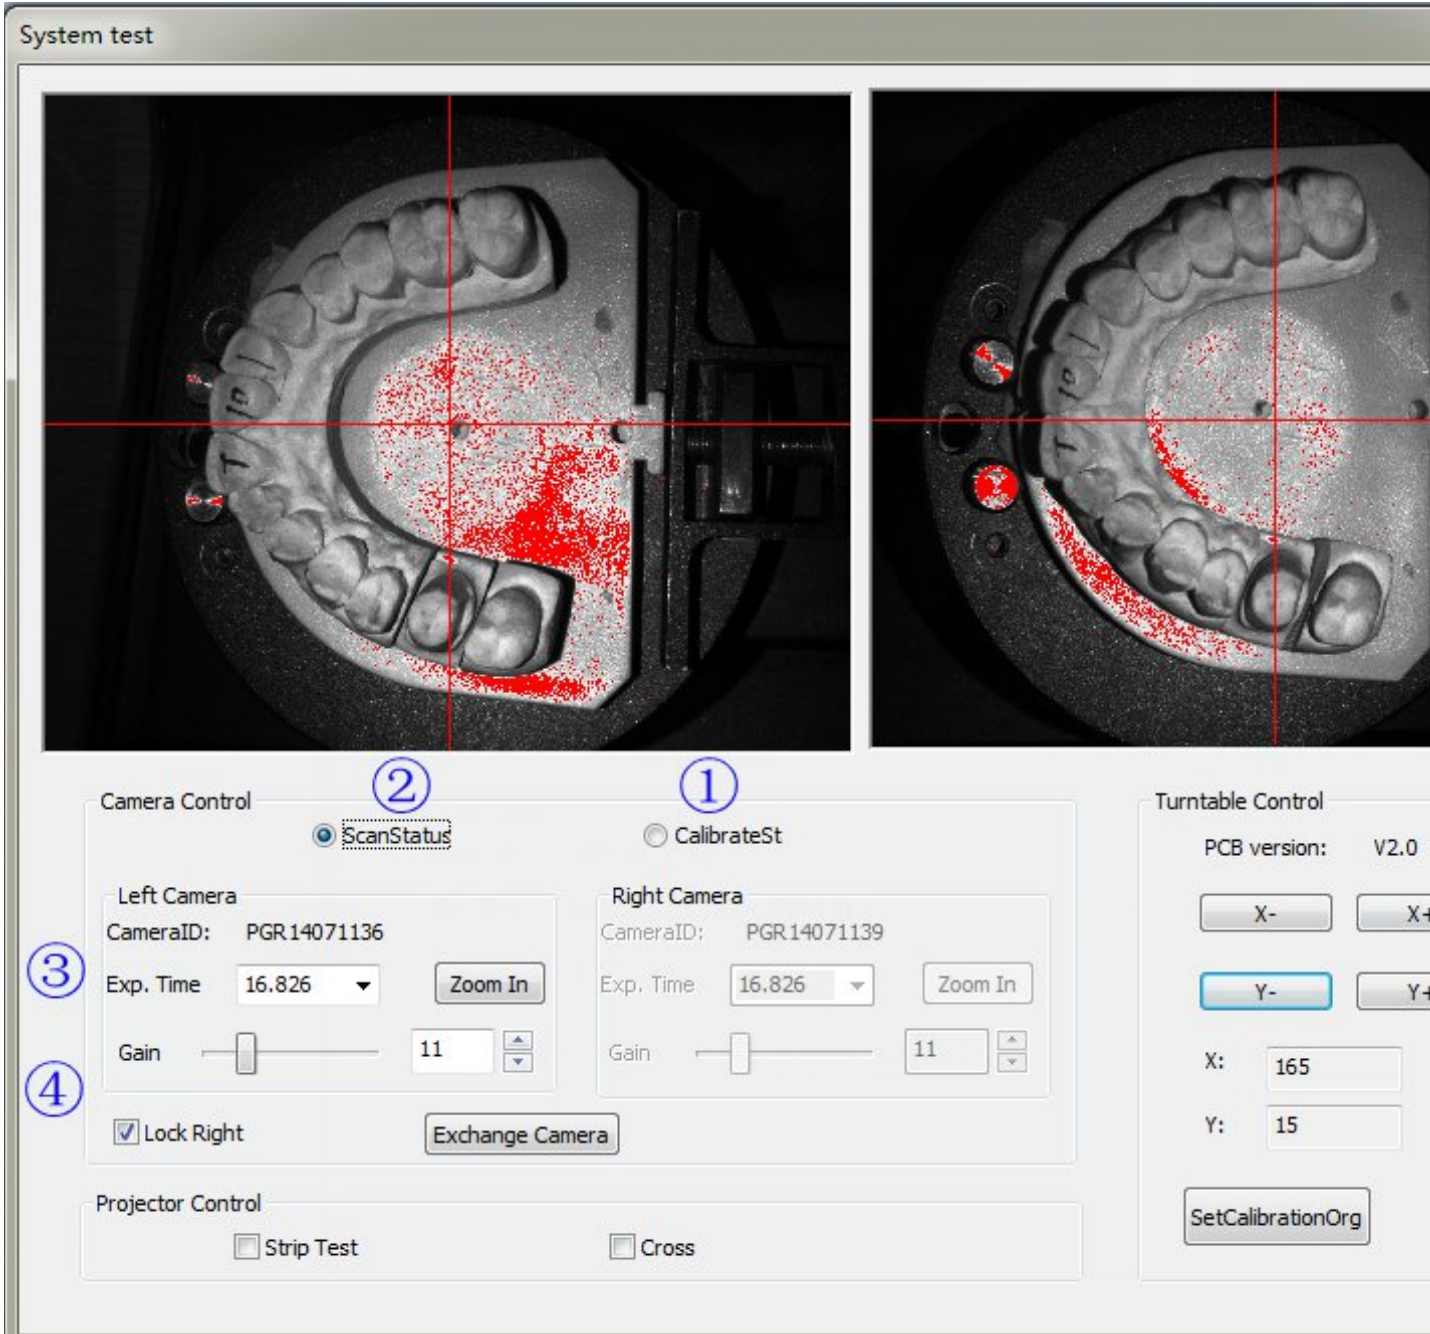 System test
② ①
Camera Control
ScanStatus CalibrateSt
Left Camera
CameraID: PGR14071136
③ Exp. Time 16.826 Zoom In
Gain 11
④
Lock Right Exchange Camera
Right Camera
CameraID: PGR14071139
Exp. Time 16.826 Zoom In
Gain 11
Projector Control
Strip Test Cross
Turntable Control
PCB version: V2.0
X- X+
Y- Y+
X: 165
Y: 15
SetCalibrationOrg